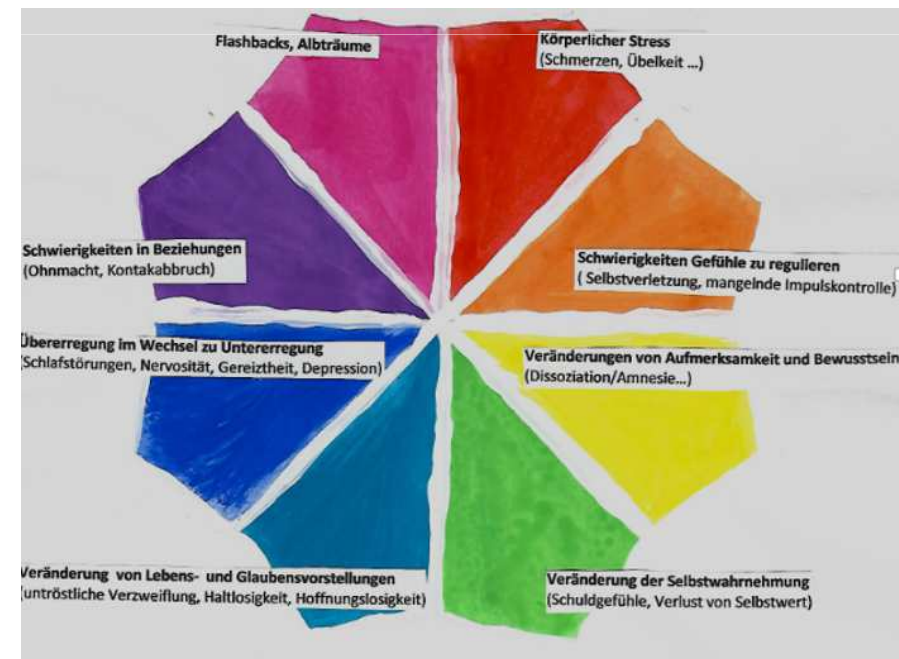 Flashbacks, Albträume
Körperlicher Stress
(Schmerzen, Übelkeit ...)
Schwierigkeiten in Beziehungen
(Ohnmacht, Kontakabbruch)
Schwierigkeiten Gefühle zu regulieren
( Selbstverletzung, mangelnde Impulskontrolle)
Übererregung im Wechsel zu Untererregung
(Schlafstörungen, Nervosität, Gereiztheit, Depression)
Veränderungen von Aufmerksamkeit und Bewusstsein
(Dissoziation/Amnesie...)
Veränderung von Lebens- und Glaubensvorstellungen
(untröstliche Verzweiflung, Haltlosigkeit, Hoffnungslosigkeit)
Veränderung der Selbstwahrnehmung
(Schuldgefühle, Verlust von Selbstwert)